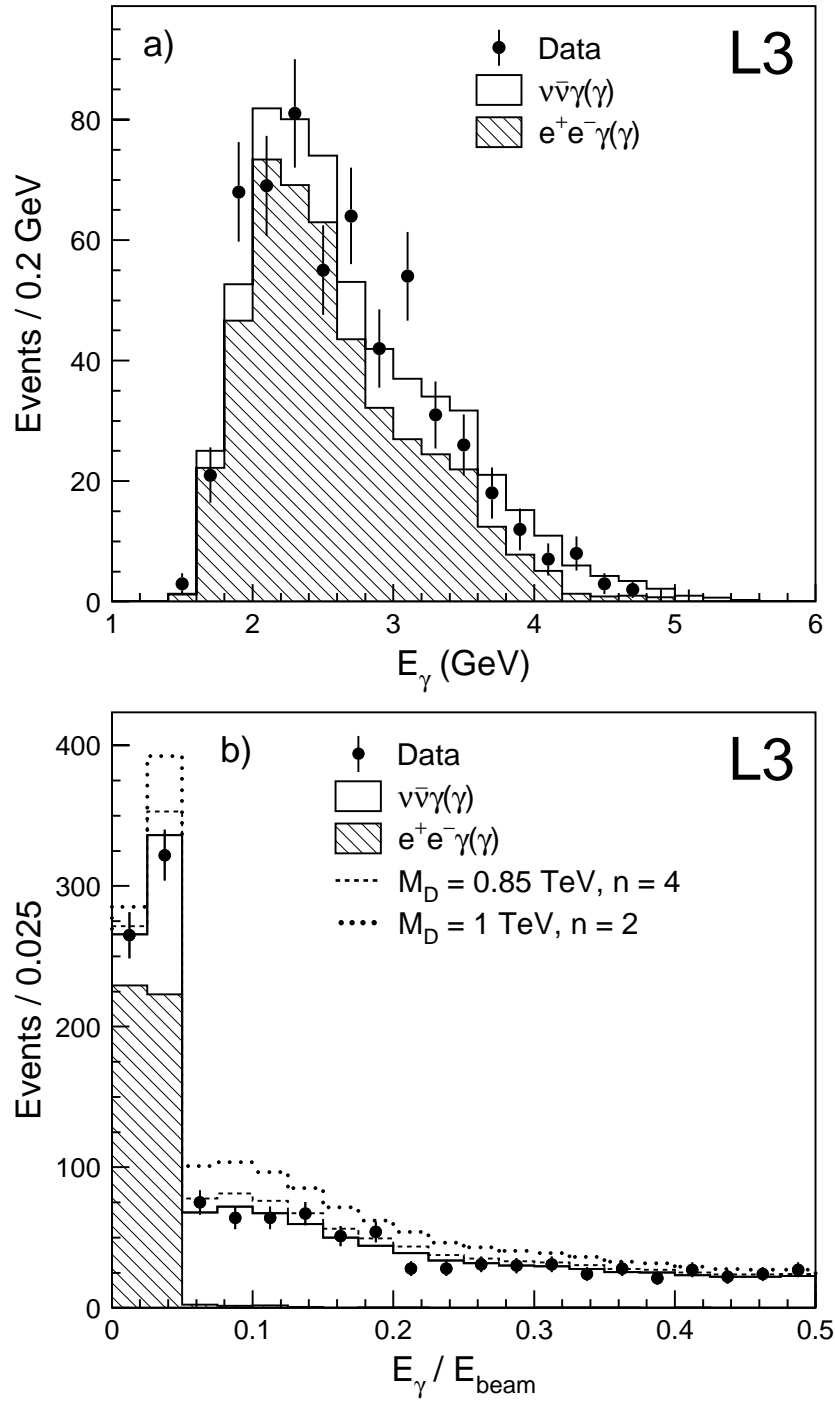 a)
L3
Data
νν̄γ(γ)
e⁺e⁻γ(γ)
Events / 0.2 GeV
80
60
40
20
0
1 2 3 4 5 6
E_γ (GeV)
b)
L3
Data
νν̄γ(γ)
e⁺e⁻γ(γ)
M_D = 0.85 TeV, n = 4
M_D = 1 TeV, n = 2
Events / 0.025
400
300
200
100
0
0 0.1 0.2 0.3 0.4 0.5
E_γ / E_beam